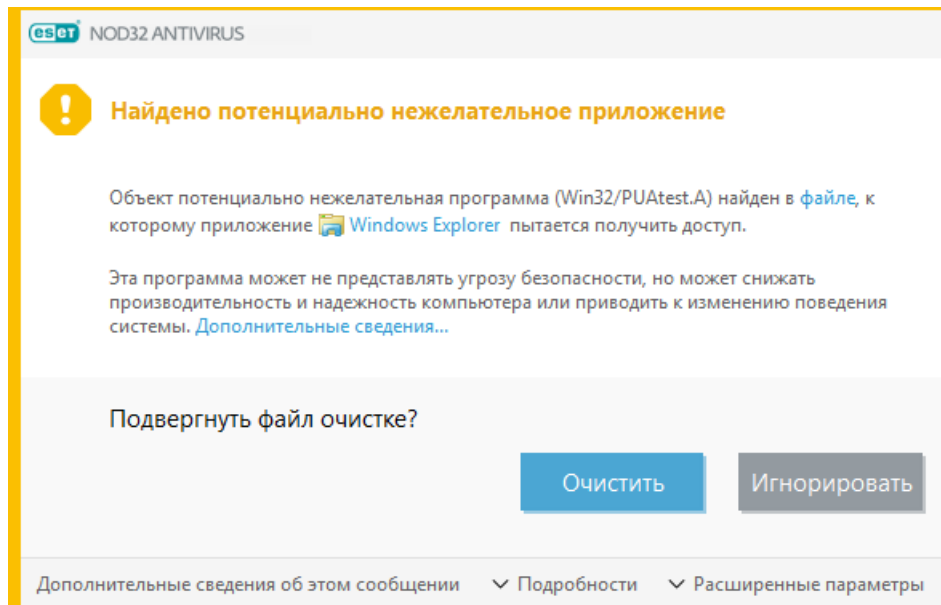 eset NOD32 ANTIVIRUS
Найдено потенциально нежелательное приложение
Объект потенциально нежелательная программа (Win32/PUAtest.A) найден в файле, к
которому приложение Windows Explorer пытается получить доступ.
Эта программа может не представлять угрозу безопасности, но может снижать
производительность и надежность компьютера или приводить к изменению поведения
системы. Дополнительные сведения...
Подвергнуть файл очистке?
Очистить Игнорировать
Дополнительные сведения об этом сообщении Подробности Расширенные параметры